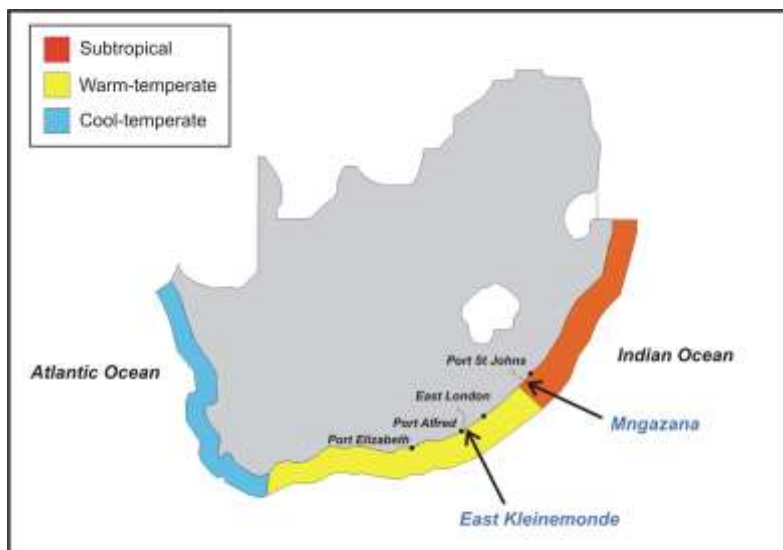 Subtropical
Warm-temperate
Cool-temperate
Port St Johns
Indian Ocean
Atlantic Ocean
East London
Mngazana
Port Alfred
Port Elizabeth
East Kleinemonde